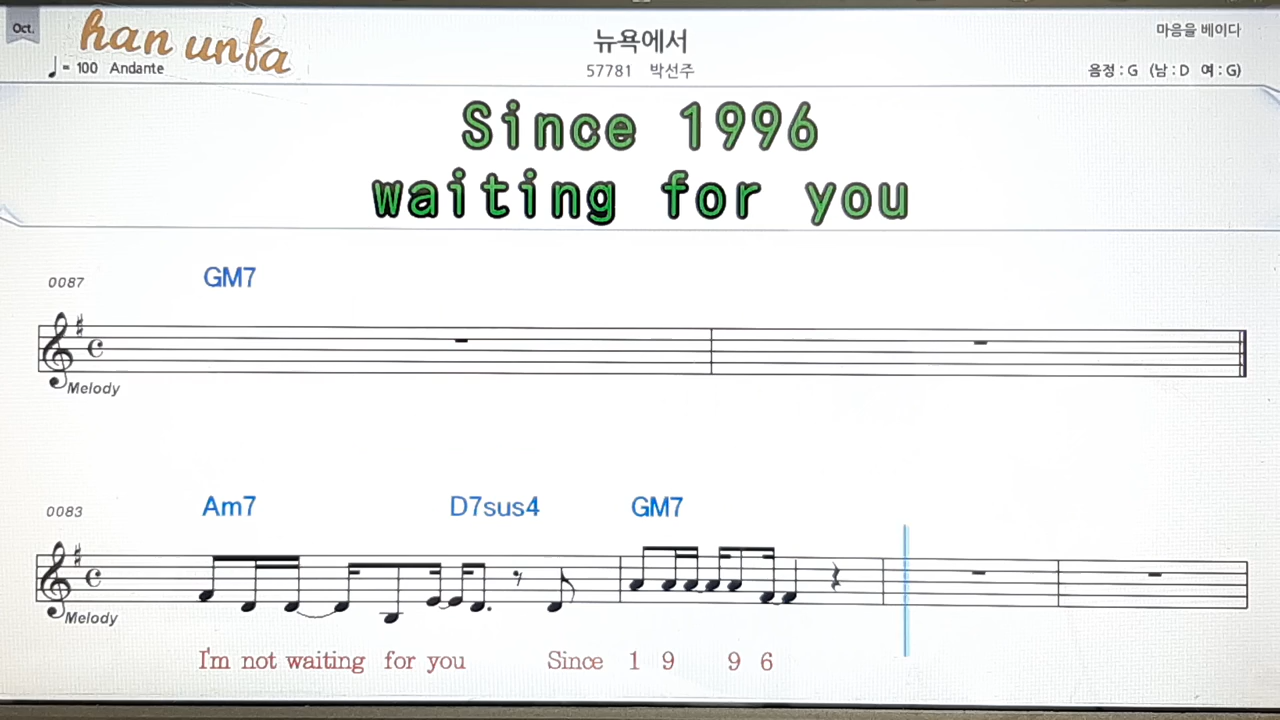 Oct.
han unfa
♩= 100 Andante
뉴욕에서
57781 박선주
마음을 베이다
음정 : G (남 : D 여 : G)
Since 1996
waiting for you
0087
GM7
Melody
0083
Am7 D7sus4 GM7
Melody
I'm not waiting for you Since 1 9 9 6